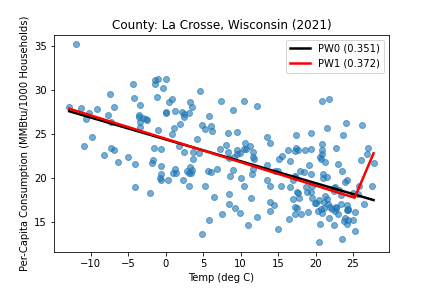 County: La Crosse, Wisconsin (2021)
PW0 (0.351)
PW1 (0.372)
Per-Capita Consumption (MMBtu/1000 Households)
35
30
25
20
15
−10
−5
0
5
10
15
20
25
Temp (deg C)